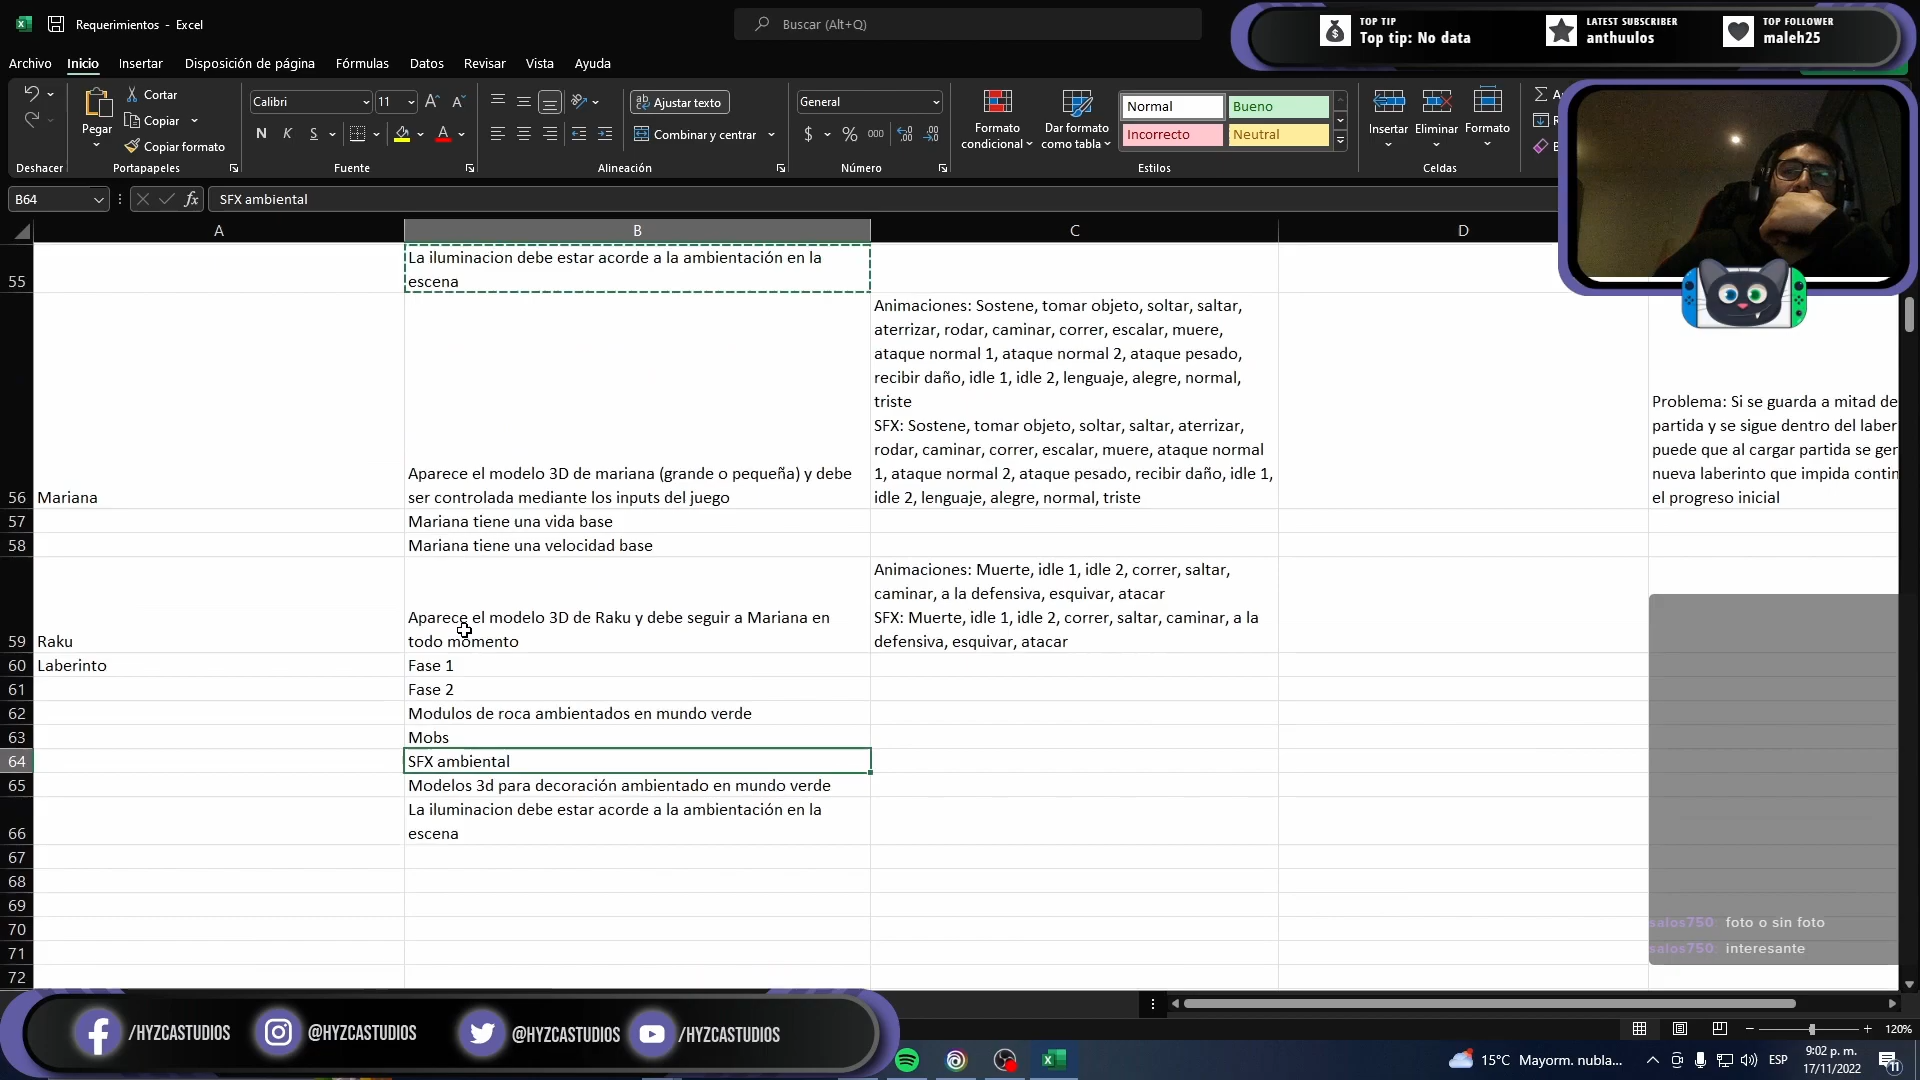 Requerimientos - Excel
Buscar (Alt+Q)
TOP TIP
Top tip: No data
LATEST SUBSCRIBER
anthuulos
TOP FOLLOWER
maleh25
Archivo Inicio Insertar Disposición de página Fórmulas Datos Revisar Vista Ayuda
Pegar
Cortar
Copiar
Copiar formato
Calibri 11
N K S
Ajustar texto
Combinar y centrar
General
$ % 000
Formato condicional
Dar formato como tabla
Normal Bueno
Incorrecto Neutral
Insertar Eliminar Formato
Deshacer Portapapeles Fuente Alineación Número Estilos Celdas
B64 fx SFX ambiental
A B C D
55 La iluminacion debe estar acorde a la ambientación en la
escena
Animaciones: Sostene, tomar objeto, soltar, saltar,
aterrizar, rodar, caminar, correr, escalar, muere,
ataque normal 1, ataque normal 2, ataque pesado,
recibir daño, idle 1, idle 2, lenguaje, alegre, normal,
triste
SFX: Sostene, tomar objeto, soltar, saltar, aterrizar,
rodar, caminar, correr, escalar, muere, ataque normal
1, ataque normal 2, ataque pesado, recibir daño, idle 1,
idle 2, lenguaje, alegre, normal, triste
Problema: Si se guarda a mitad de
partida y se sigue dentro del laber
puede que al cargar partida se ger
nueva laberinto que impida contin
el progreso inicial
Aparece el modelo 3D de mariana (grande o pequeña) y debe
ser controlada mediante los inputs del juego
56 Mariana
57 Mariana tiene una vida base
58 Mariana tiene una velocidad base
Animaciones: Muerte, idle 1, idle 2, correr, saltar,
caminar, a la defensiva, esquivar, atacar
SFX: Muerte, idle 1, idle 2, correr, saltar, caminar, a la
defensiva, esquivar, atacar
Aparece el modelo 3D de Raku y debe seguir a Mariana en
todo momento
59 Raku
60 Laberinto Fase 1
61 Fase 2
62 Modulos de roca ambientados en mundo verde
63 Mobs
64 SFX ambiental
65 Modelos 3d para decoración ambientado en mundo verde
La iluminacion debe estar acorde a la ambientación en la
66 escena
67
68
69
70
71
72
salos750: foto o sin foto
salos750: interesante
/HYZCASTUDIOS @HYZCASTUDIOS @HYZCASTUDIOS /HYZCASTUDIOS
120%
15°C Mayorm. nubla...
ESP
9:02 p. m.
17/11/2022
11